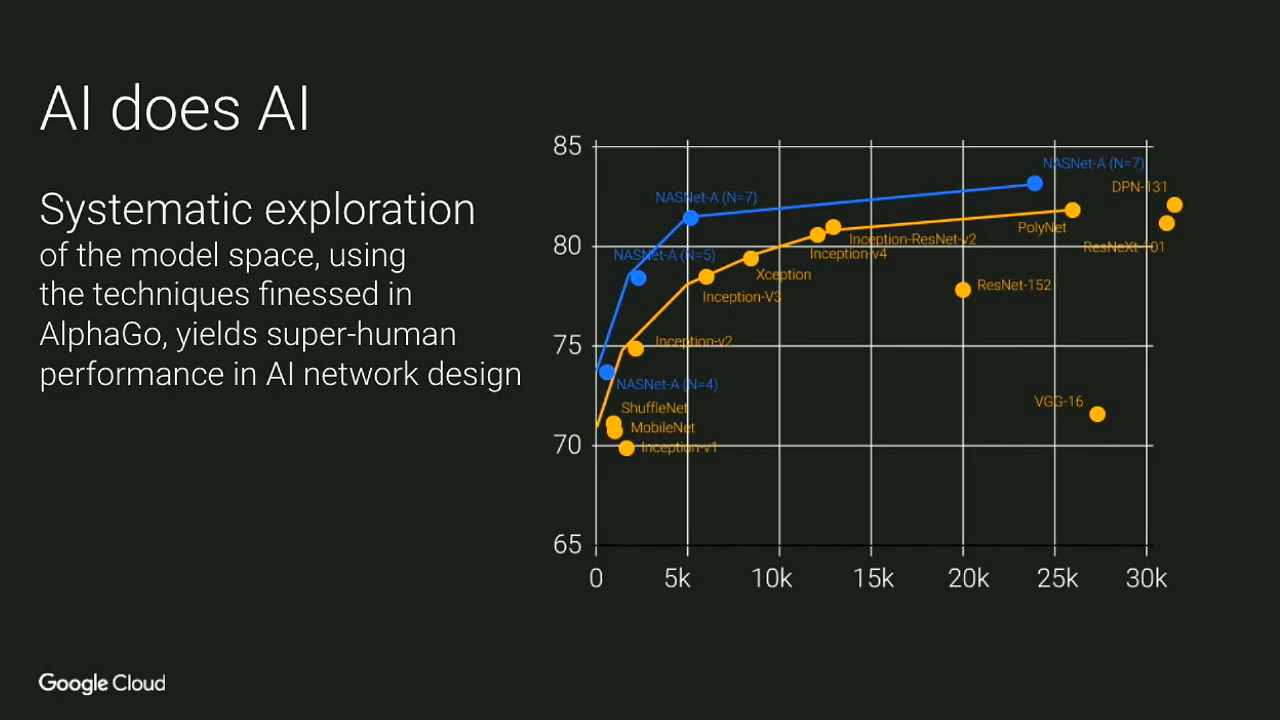 AI does AI
Systematic exploration
of the model space, using
the techniques finessed in
AlphaGo, yields super-human
performance in AI network design
85
80
75
70
65
0 5k 10k 15k 20k 25k 30k
NASNet-A (N=7)
DPN-131
NASNet-A (N=7)
PolyNet
Inception-ResNet-v2
ResNeXt-101
NASNet-A (N=5)
Inception-v4
Xception
ResNet-152
Inception-V3
Inception-v2
NASNet-A (N=4)
VGG-16
ShuffleNet
MobileNet
Inception-v1
Google Cloud